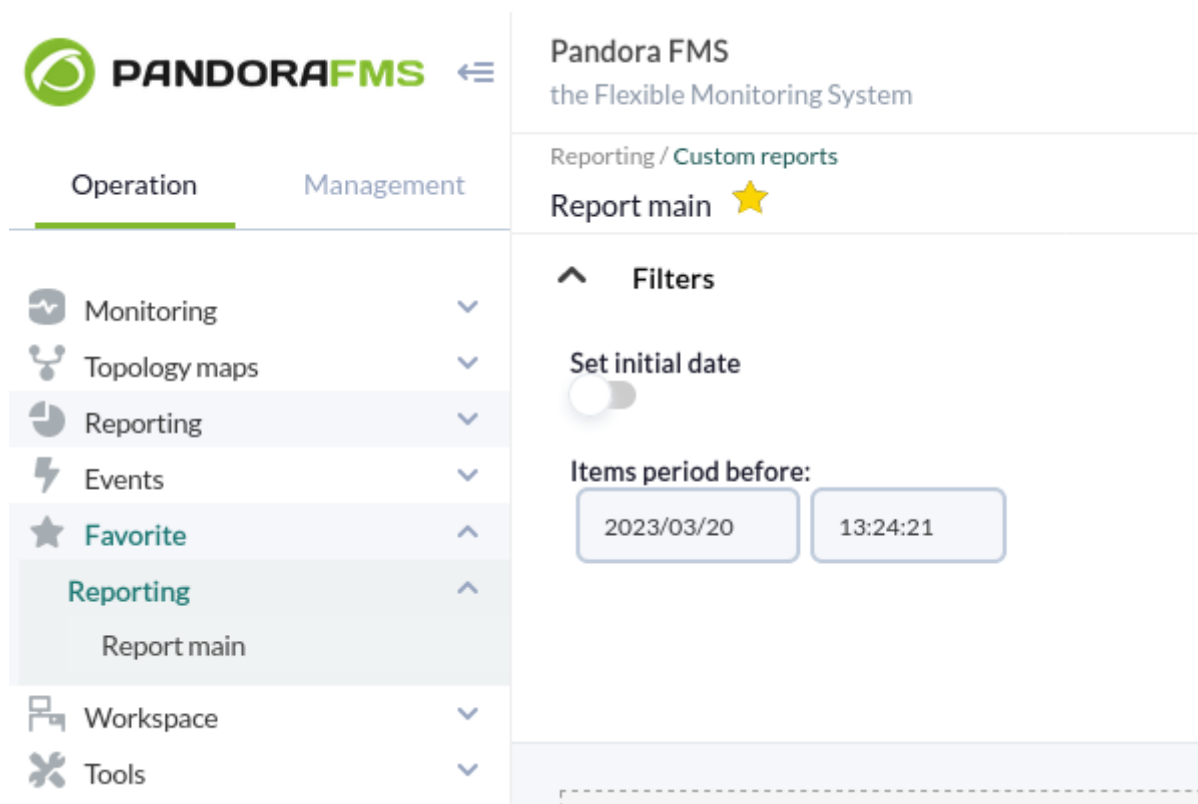 PANDORAFMS
Operation
Management
Monitoring
Topology maps
Reporting
Events
Favorite
Reporting
Report main
Workspace
Tools
Pandora FMS
the Flexible Monitoring System
Reporting / Custom reports
Report main
Filters
Set initial date
Items period before:
2023/03/20
13:24:21